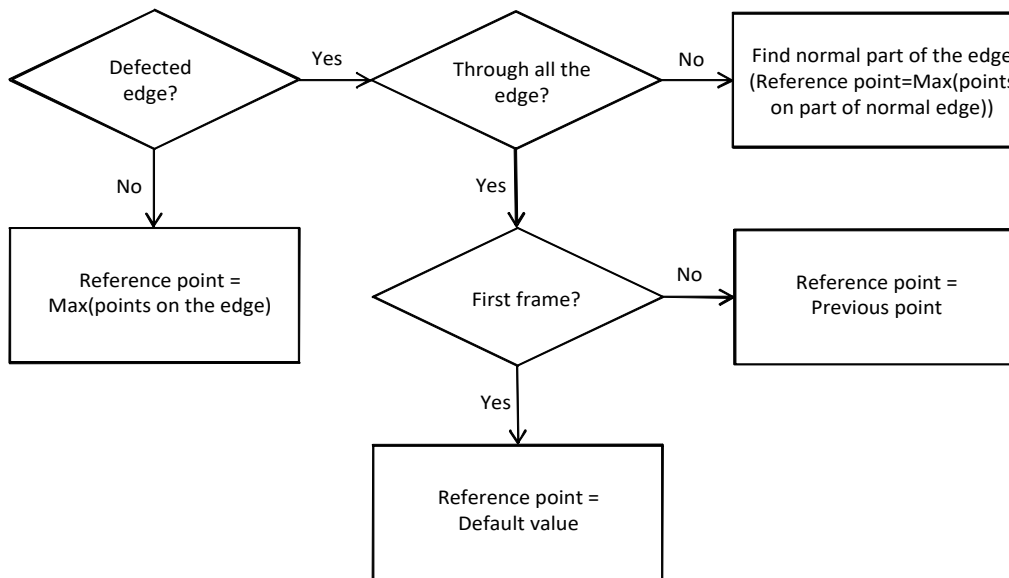 Defected
edge?
Yes
Through all the
edge?
No
Find normal part of the edge
(Reference point=Max(points
on part of normal edge))
No
Yes
Reference point =
Max(points on the edge)
First frame?
No
Reference point =
Previous point
Yes
Reference point =
Default value